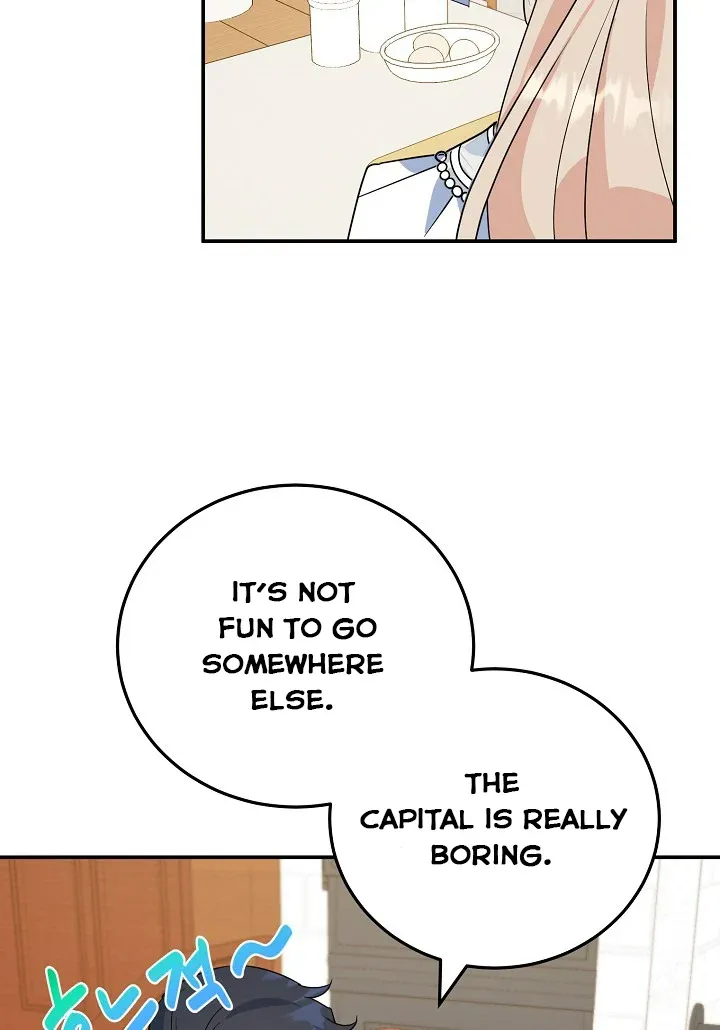 IT'S NOT
FUN TO GO
SOMEWHERE
ELSE.
THE
CAPITAL IS REALLY
BORING.